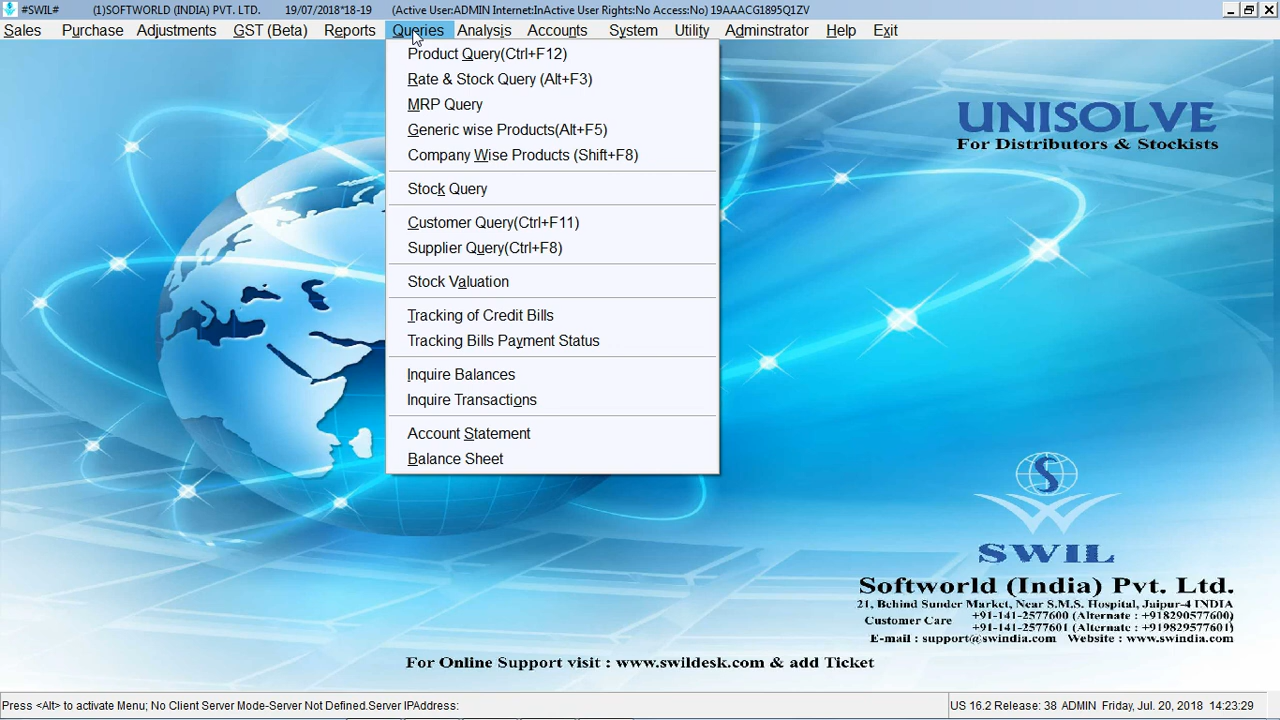 #SWIL# (1)SOFTWORLD (INDIA) PVT. LTD. 19/07/2018*18-19 (Active User:ADMIN Internet:InActive User Rights:No Access:No) 19AAACG1895Q1ZV
Sales Purchase Adjustments GST (Beta) Reports Queries Analysis Accounts System Utility Adminstrator Help Exit
Product Query(Ctrl+F12)
Rate & Stock Query (Alt+F3)
MRP Query
Generic wise Products(Alt+F5)
Company Wise Products (Shift+F8)
Stock Query
Customer Query(Ctrl+F11)
Supplier Query(Ctrl+F8)
Stock Valuation
Tracking of Credit Bills
Tracking Bills Payment Status
Inquire Balances
Inquire Transactions
Account Statement
Balance Sheet
UNISOLVE
For Distributors & Stockists
S
SWIL
Softworld (India) Pvt. Ltd.
21, Behind Sunder Market, Near S.M.S. Hospital, Jaipur-4 INDIA
Customer Care +91-141-2577600 (Alternate : +918290577600)
+91-141-2577601 (Alternate : +919829577601)
E-mail : support@swindia.com Website : www.swindia.com
For Online Support visit : www.swildesk.com & add Ticket
Press <Alt> to activate Menu; No Client Server Mode-Server Not Defined.Server IPAddress:
US 16.2 Release: 38 ADMIN Friday, Jul. 20, 2018 14:23:29